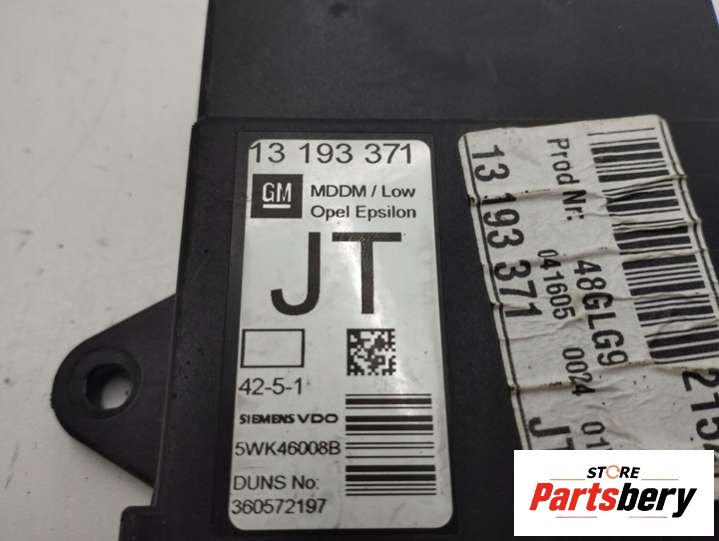 13 193 371
GM
MDDM / Low
Opel Epsilon
JT
42-5-1
SIEMENS VDO
5WK46008B
DUNS No:
360572197
Prod Nr: 48GLG9
041605 0024
13 193 371
STORE
Partsbery